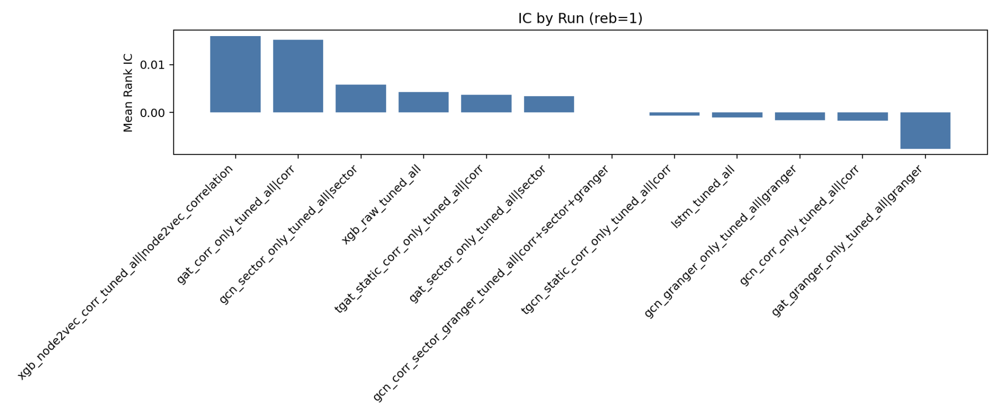 IC by Run (reb=1)
Mean Rank IC
0.01
0.00
xgb_node2vec_corr_tuned_all|node2vec_correlation
gat_corr_only_tuned_all|corr
gcn_sector_only_tuned_all|sector
xgb_raw_tuned_all
tgat_static_corr_only_tuned_all|corr
gat_sector_only_tuned_all|sector
gcn_corr_sector_granger_tuned_all|corr+sector+granger
tgcn_static_corr_only_tuned_all|corr
lstm_tuned_all
gcn_granger_only_tuned_all|granger
gcn_corr_only_tuned_all|corr
gat_granger_only_tuned_all|granger